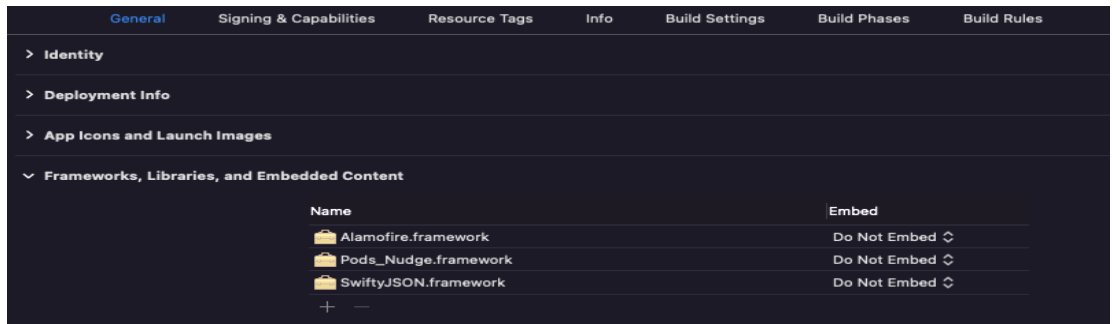 General Signing & Capabilities Resource Tags Info Build Settings Build Phases Build Rules
Identity
Deployment Info
App Icons and Launch Images
Frameworks, Libraries, and Embedded Content
Name Embed
Alamofire.framework Do Not Embed
Pods_Nudge.framework Do Not Embed
SwiftyJSON.framework Do Not Embed